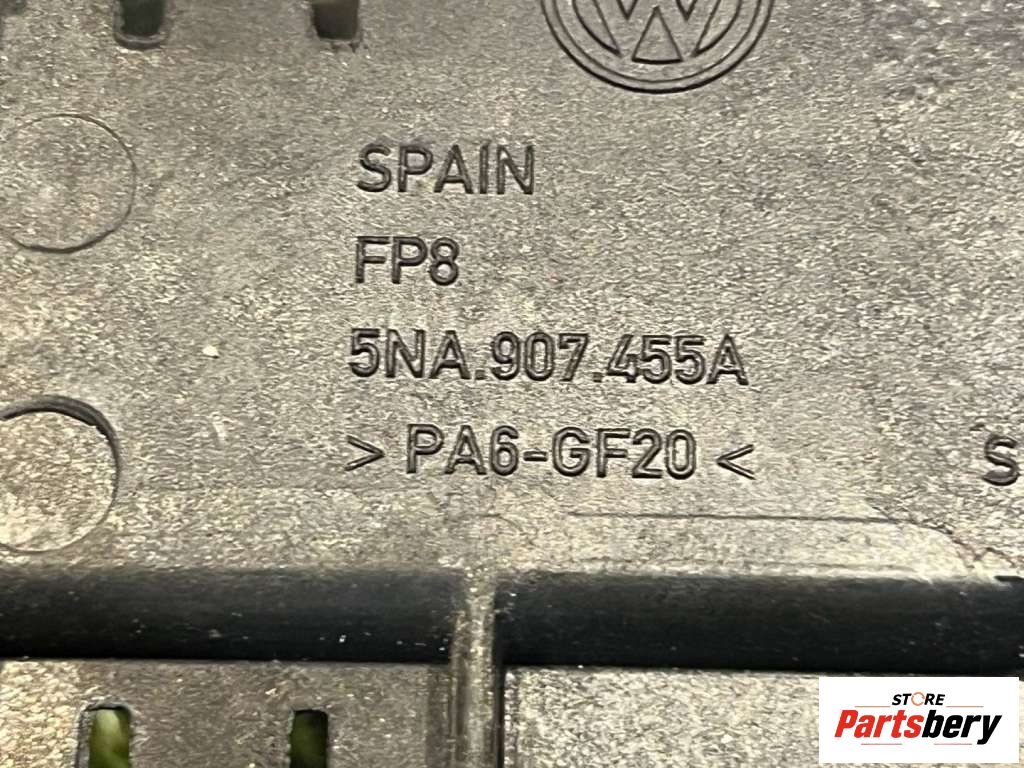 SPAIN
FP8
5NA.907.455A
> PA6-GF20 <
S
STORE
Partsbery